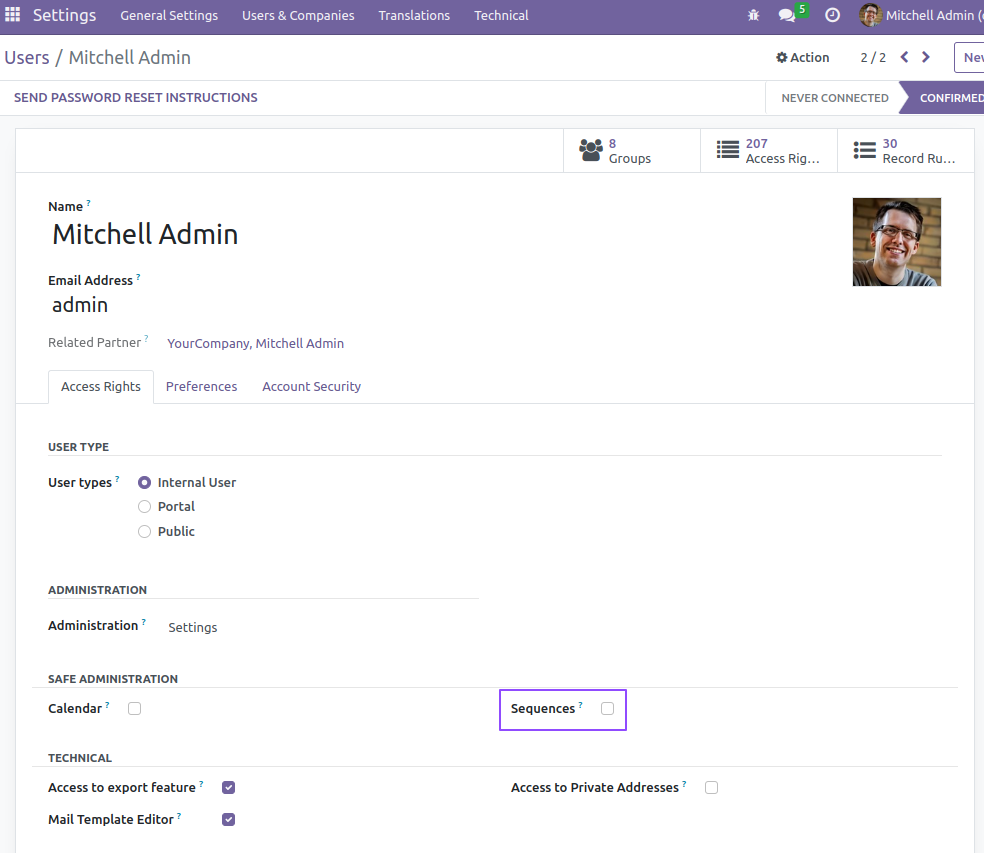 Settings General Settings Users & Companies Translations Technical 5 Mitchell Admin (
Users / Mitchell Admin Action 2 / 2 Nev
SEND PASSWORD RESET INSTRUCTIONS NEVER CONNECTED CONFIRMED
8 Groups 207 Access Rig... 30 Record Ru...
Name ?
Mitchell Admin
Email Address ?
admin
Related Partner ? YourCompany, Mitchell Admin
Access Rights Preferences Account Security
USER TYPE
User types ? Internal User
Portal
Public
ADMINISTRATION
Administration ? Settings
SAFE ADMINISTRATION
Calendar ? Sequences ?
TECHNICAL
Access to export feature ? Access to Private Addresses ?
Mail Template Editor ?